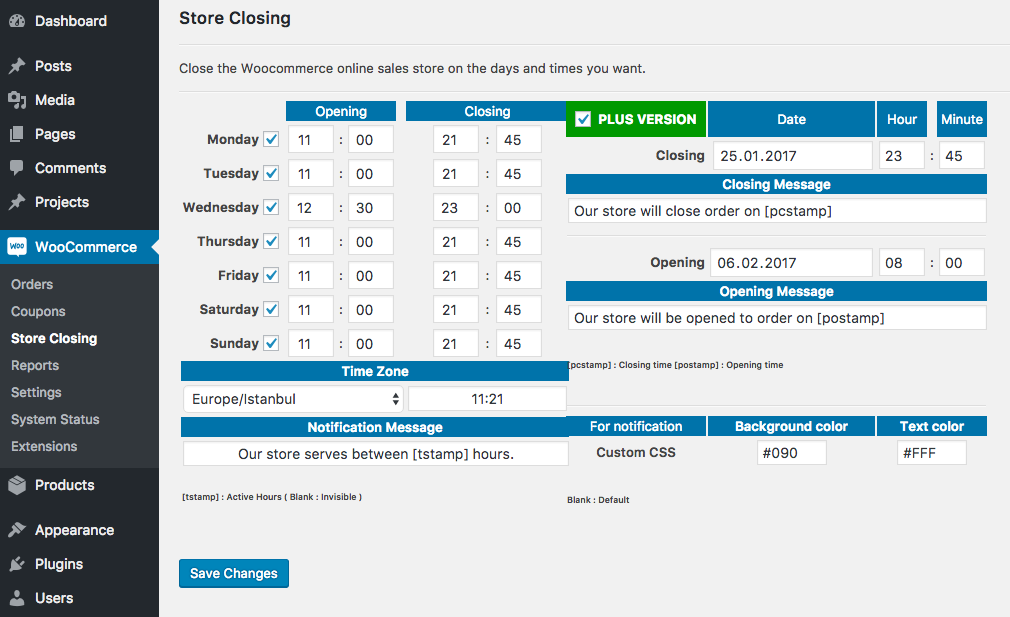 Dashboard
Posts
Media
Pages
Comments
Projects
Woo WooCommerce
Orders
Coupons
Store Closing
Reports
Settings
System Status
Extensions
Products
Appearance
Plugins
Users
Store Closing
Close the Woocommerce online sales store on the days and times you want.
Opening Closing
Monday 11 : 00 21 : 45
Tuesday 11 : 00 21 : 45
Wednesday 12 : 30 23 : 00
Thursday 11 : 00 21 : 45
Friday 11 : 00 21 : 45
Saturday 11 : 00 21 : 45
Sunday 11 : 00 21 : 45
Time Zone
Europe/Istanbul 11:21
Notification Message
Our store serves between [tstamp] hours.
[tstamp] : Active Hours ( Blank : Invisible )
Save Changes
PLUS VERSION Date Hour Minute
Closing 25.01.2017 23 : 45
Closing Message
Our store will close order on [pcstamp]
Opening 06.02.2017 08 : 00
Opening Message
Our store will be opened to order on [postamp]
[pcstamp] : Closing time [postamp] : Opening time
For notification Background color Text color
Custom CSS #090 #FFF
Blank : Default